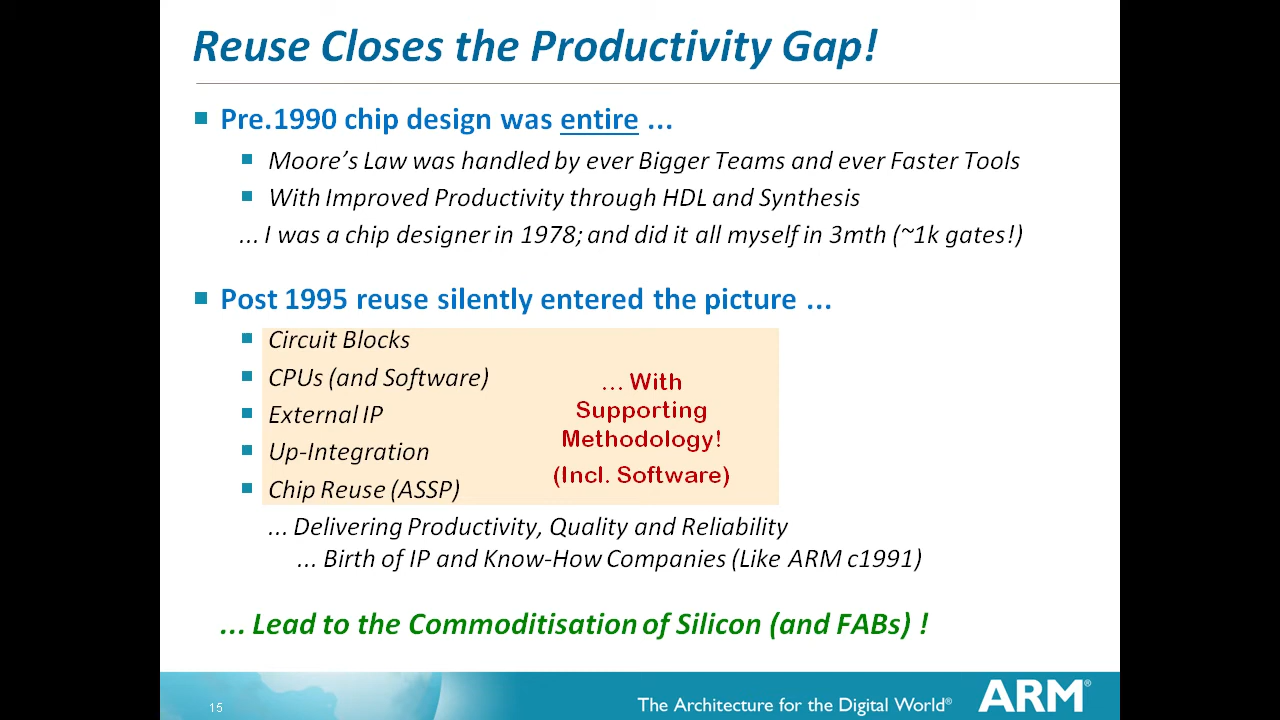 Reuse Closes the Productivity Gap!
Pre.1990 chip design was entire ...
Moore's Law was handled by ever Bigger Teams and ever Faster Tools
With Improved Productivity through HDL and Synthesis
... I was a chip designer in 1978; and did it all myself in 3mth (~1k gates!)
Post 1995 reuse silently entered the picture ...
Circuit Blocks
CPUs (and Software)
External IP
Up-Integration
Chip Reuse (ASSP)
... With
Supporting
Methodology!
(Incl. Software)
... Delivering Productivity, Quality and Reliability
... Birth of IP and Know-How Companies (Like ARM c1991)
... Lead to the Commoditisation of Silicon (and FABs) !
15
The Architecture for the Digital World®
ARM®